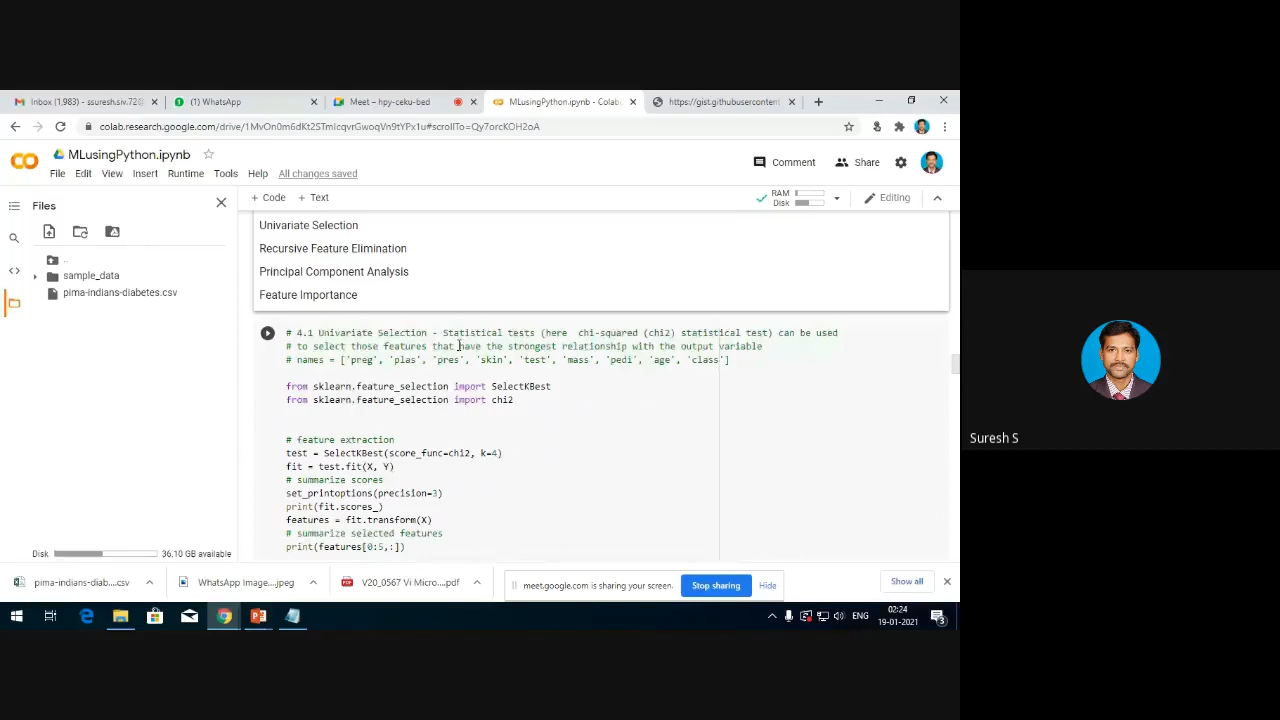 Inbox (1,983) - ssuresh.siv.72@
(1) WhatsApp
Meet – hpy-ceku-bed
MLusingPython.ipynb - Colab
https://gist.githubusercontent
colab.research.google.com/drive/1MvOn0m6dKt2STmIcqvrGwoqVn9tYPx1u#scrollTo=Qy7orcKOH2oA
MLusingPython.ipynb
Comment
Share
File Edit View Insert Runtime Tools Help All changes saved
Files
+ Code + Text
RAM
Disk
Editing
..
sample_data
pima-indians-diabetes.csv
Univariate Selection
Recursive Feature Elimination
Principal Component Analysis
Feature Importance
# 4.1 Univariate Selection - Statistical tests (here  chi-squared (chi2) statistical test) can be used
# to select those features that have the strongest relationship with the output variable
# names = ['preg', 'plas', 'pres', 'skin', 'test', 'mass', 'pedi', 'age', 'class']
from sklearn.feature_selection import SelectKBest
from sklearn.feature_selection import chi2
# feature extraction
test = SelectKBest(score_func=chi2, k=4)
fit = test.fit(X, Y)
# summarize scores
set_printoptions(precision=3)
print(fit.scores_)
features = fit.transform(X)
# summarize selected features
print(features[0:5,:])
Disk
36.10 GB available
pima-indians-diab....csv
WhatsApp Image....jpeg
V20_0567 Vi Micro....pdf
meet.google.com is sharing your screen.
Stop sharing
Hide
Show all
ENG
02:24
19-01-2021
3
Suresh S